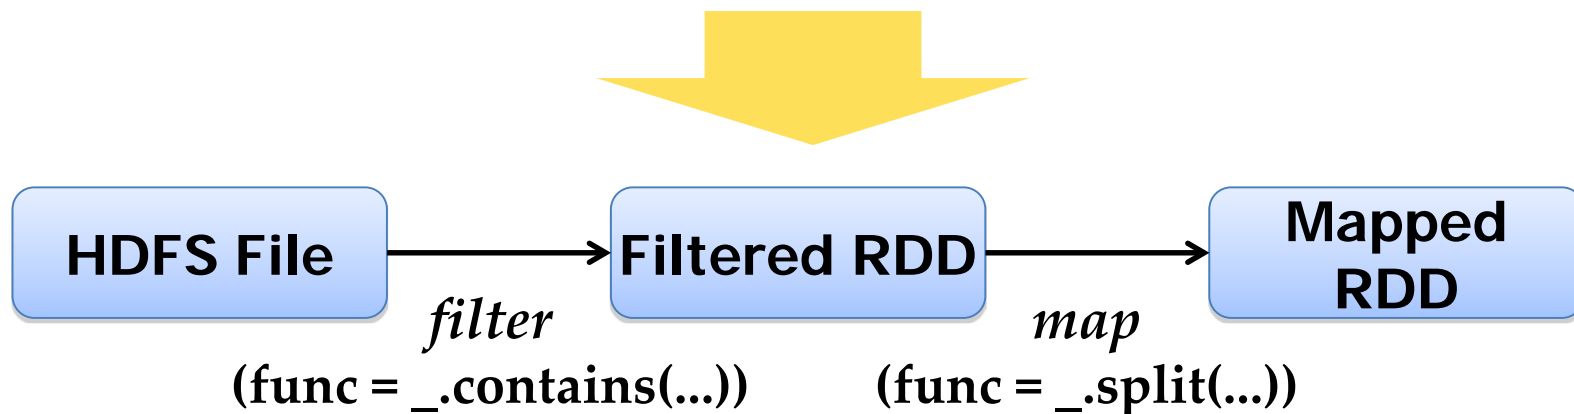 HDFS File
Filtered RDD
Mapped
RDD
filter
(func = _.contains(...))
map
(func = _.split(...))